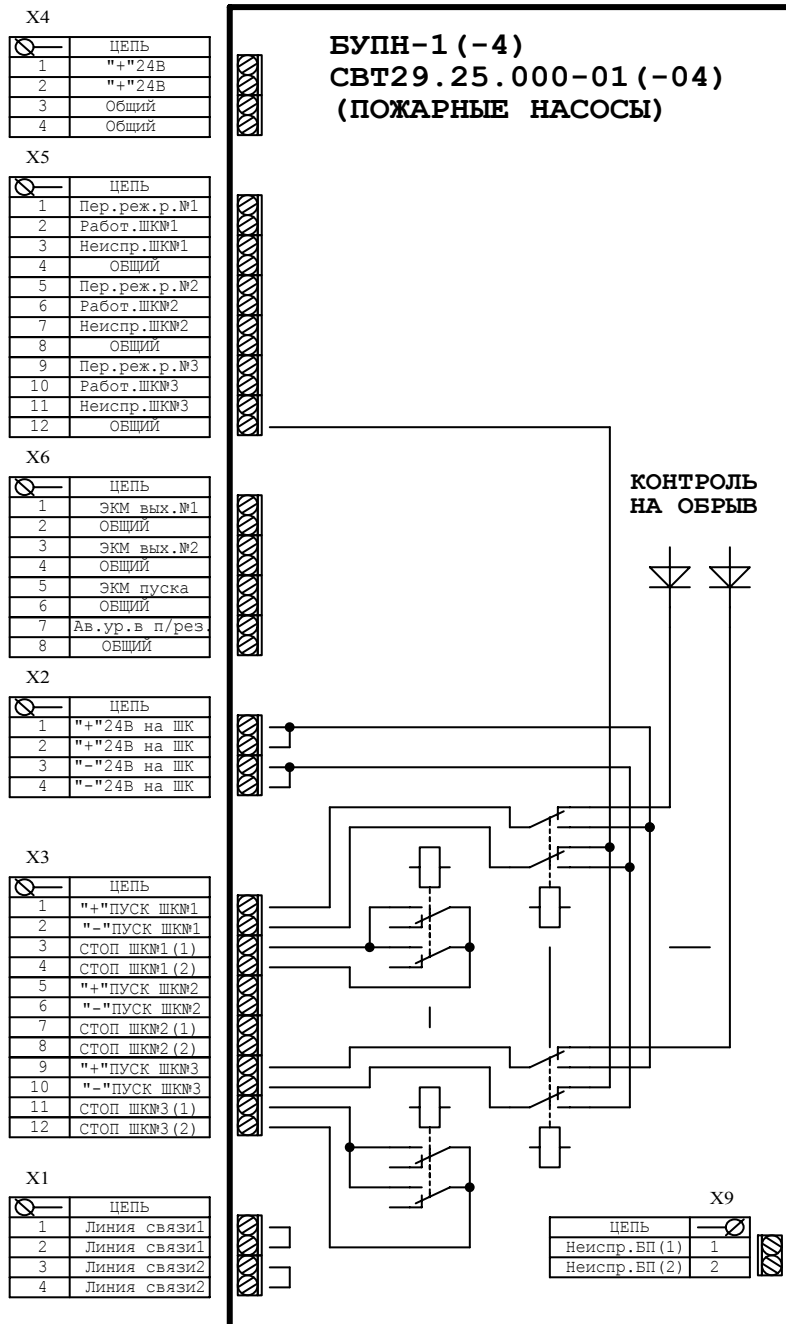 БУПН-1(-4)
СВТ29.25.000-01(-04)
(ПОЖАРНЫЕ НАСОСЫ)
X4
ЦЕПЬ
1 "+"24В
2 "+"24В
3 Общий
4 Общий
X5
ЦЕПЬ
1 Пер.реж.р.№1
2 Работ.ШК№1
3 Неиспр.ШК№1
4 ОБЩИЙ
5 Пер.реж.р.№2
6 Работ.ШК№2
7 Неиспр.ШК№2
8 ОБЩИЙ
9 Пер.реж.р.№3
10 Работ.ШК№3
11 Неиспр.ШК№3
12 ОБЩИЙ
X6
ЦЕПЬ
1 ЭКМ вых.№1
2 ОБЩИЙ
3 ЭКМ вых.№2
4 ОБЩИЙ
5 ЭКМ пуска
6 ОБЩИЙ
7 Ав.ур.в п/рез.
8 ОБЩИЙ
КОНТРОЛЬ
НА ОБРЫВ
X2
ЦЕПЬ
1 "+"24В на ШК
2 "+"24В на ШК
3 "-"24В на ШК
4 "-"24В на ШК
X3
ЦЕПЬ
1 "+"ПУСК ШК№1
2 "-"ПУСК ШК№1
3 СТОП ШК№1(1)
4 СТОП ШК№1(2)
5 "+"ПУСК ШК№2
6 "-"ПУСК ШК№2
7 СТОП ШК№2(1)
8 СТОП ШК№2(2)
9 "+"ПУСК ШК№3
10 "-"ПУСК ШК№3
11 СТОП ШК№3(1)
12 СТОП ШК№3(2)
X1
ЦЕПЬ
1 Линия связи1
2 Линия связи1
3 Линия связи2
4 Линия связи2
X9
ЦЕПЬ
Неиспр.БП(1) 1
Неиспр.БП(2) 2